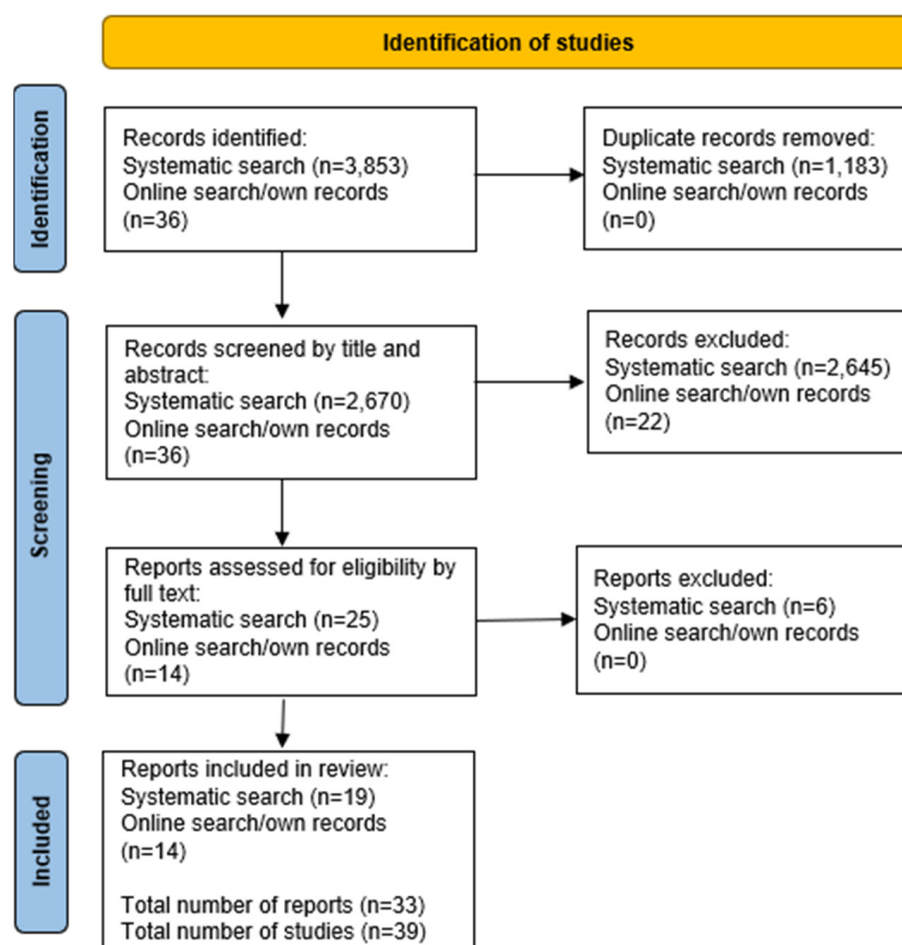 Identification of studies
Identification
Records identified:
Systematic search (n=3,853)
Online search/own records
(n=36)
Duplicate records removed:
Systematic search (n=1,183)
Online search/own records
(n=0)
Screening
Records screened by title and
abstract:
Systematic search (n=2,670)
Online search/own records
(n=36)
Records excluded:
Systematic search (n=2,645)
Online search/own records
(n=22)
Reports assessed for eligibility by
full text:
Systematic search (n=25)
Online search/own records
(n=14)
Reports excluded:
Systematic search (n=6)
Online search/own records
(n=0)
Included
Reports included in review:
Systematic search (n=19)
Online search/own records
(n=14)
Total number of reports (n=33)
Total number of studies (n=39)